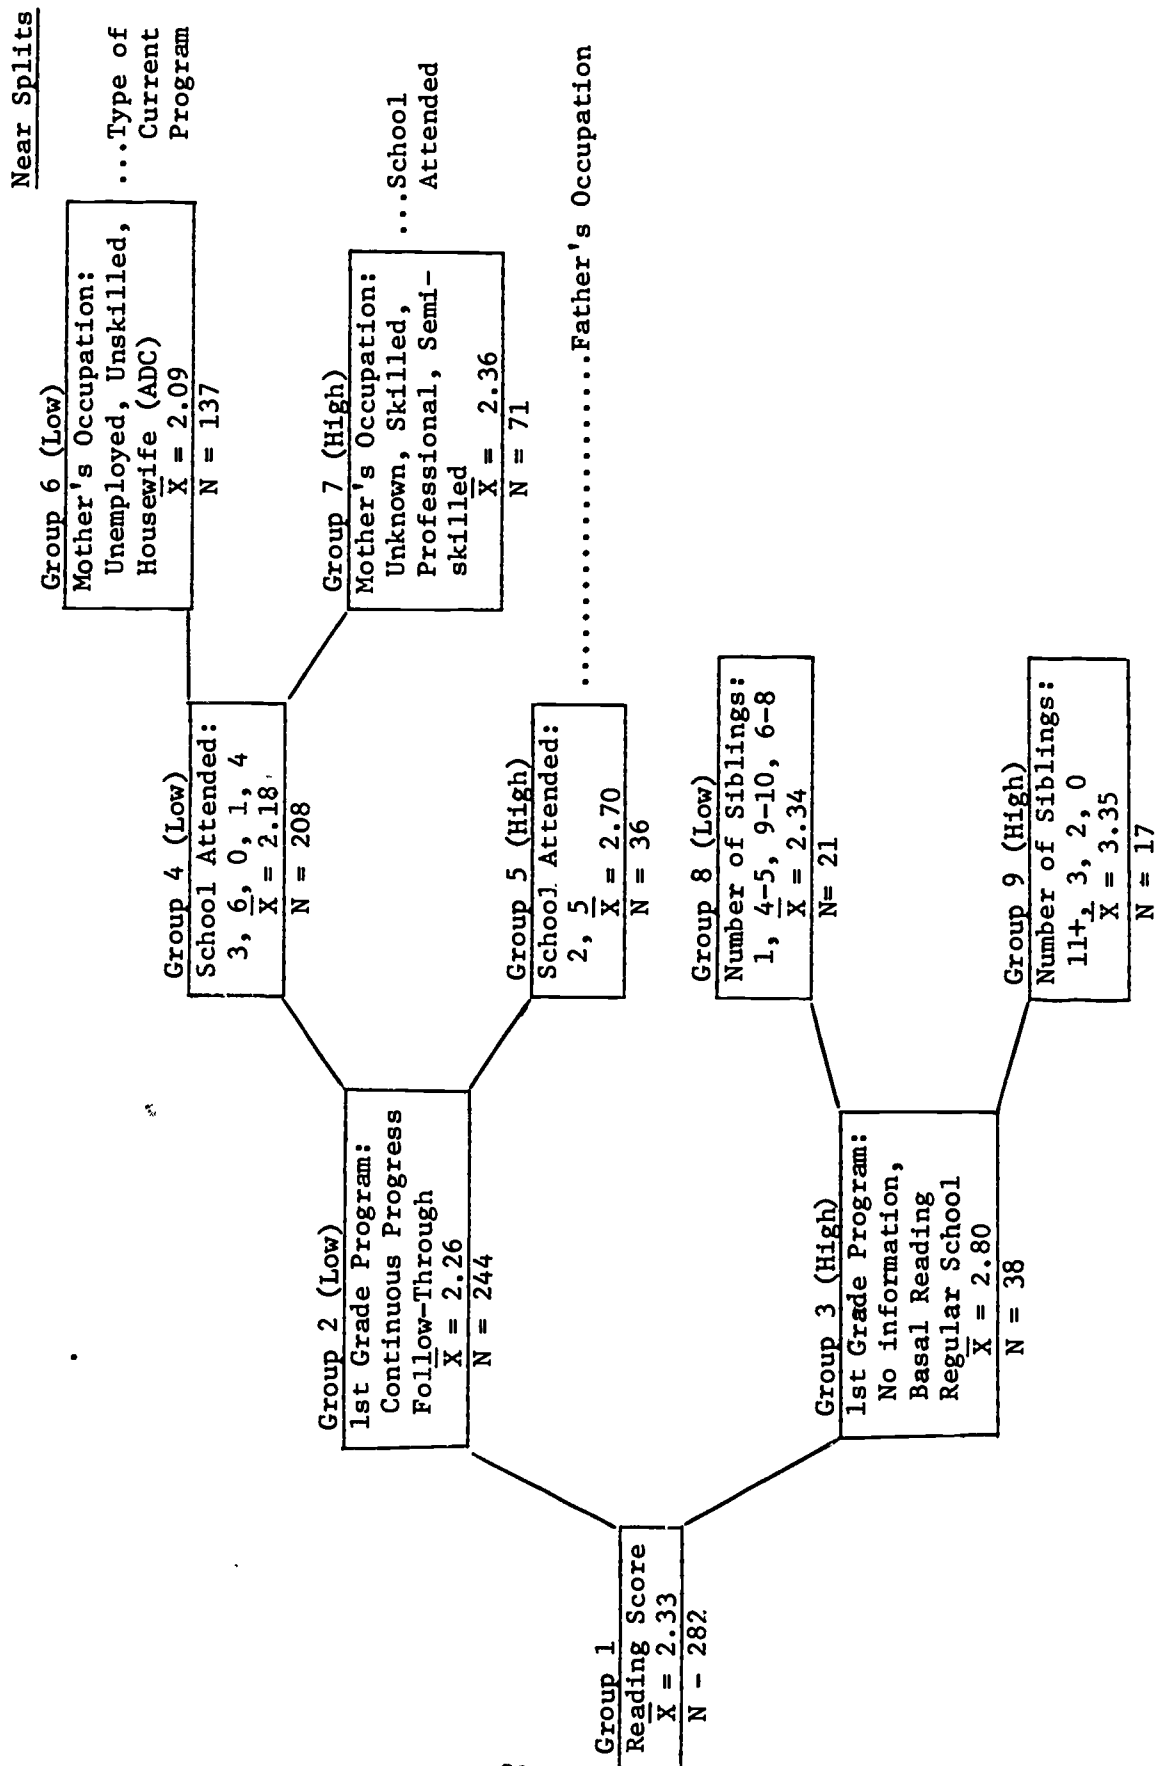 Near Splits
Group 6 (Low)
Mother's Occupation:
Unemployed, Unskilled,
Housewife (ADC)
X̄ = 2.09
N = 137
...Type of
Current
Program
Group 4 (Low)
School Attended:
3, 6, 0, 1, 4
X̄ = 2.18
N = 208
Group 7 (High)
Mother's Occupation:
Unknown, Skilled,
Professional, Semi-
skilled
X̄ = 2.36
N = 71
...School
Attended
Group 2 (Low)
1st Grade Program:
Continuous Progress
Follow-Through
X̄ = 2.26
N = 244
Group 5 (High)
School Attended:
2, 5
X̄ = 2.70
N = 36
..........................Father's Occupation
Group 1
Reading Score
X̄ = 2.33
N - 282
Group 8 (Low)
Number of Siblings:
1, 4-5, 9-10, 6-8
X̄ = 2.34
N= 21
Group 3 (High)
1st Grade Program:
No information,
Basal Reading
Regular School
X̄ = 2.80
N = 38
Group 9 (High)
Number of Siblings:
11+, 3, 2, 0
X̄ = 3.35
N = 17